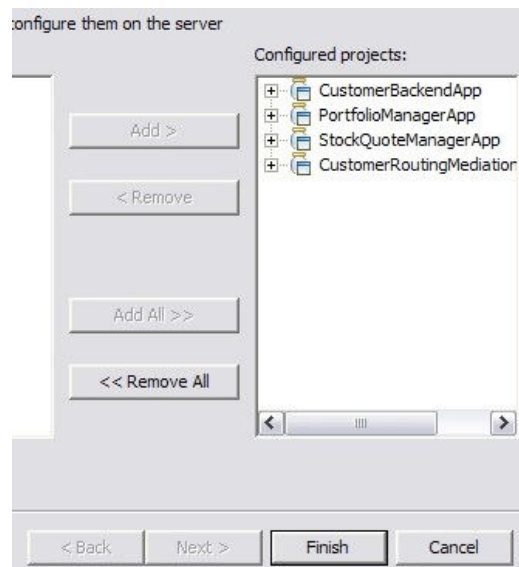 configure them on the server
Configured projects:
CustomerBackendApp
PortfolioManagerApp
StockQuoteManagerApp
CustomerRoutingMediation
Add >
< Remove
Add All >>
<< Remove All
< Back
Next >
Finish
Cancel